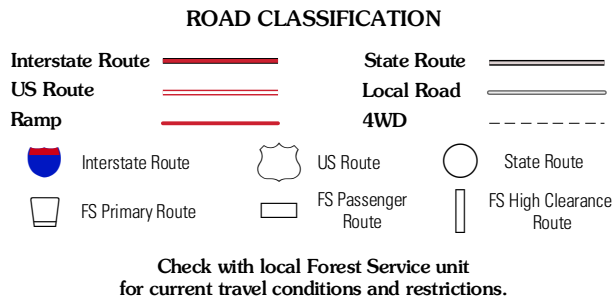 ROAD CLASSIFICATION
Interstate Route
State Route
US Route
Local Road
Ramp
4WD
Interstate Route
US Route
State Route
FS Primary Route
FS Passenger
Route
FS High Clearance
Route
Check with local Forest Service unit
for current travel conditions and restrictions.